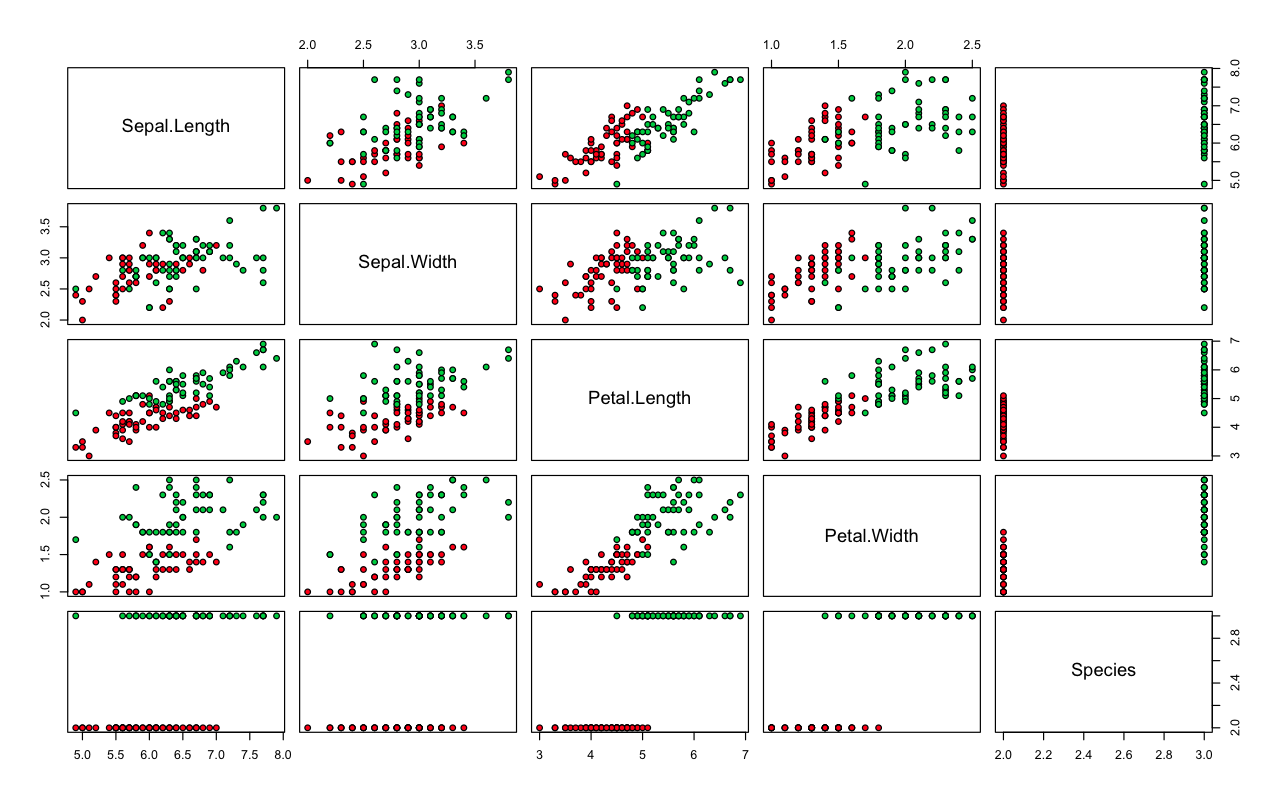 2.0 2.5 3.0 3.5 1.0 1.5 2.0 2.5
Sepal.Length
5.0 6.0 7.0 8.0
2.0 2.5 3.0 3.5
Sepal.Width
Petal.Length
3 4 5 6 7
1.0 1.5 2.0 2.5
Petal.Width
Species
2.0 2.4 2.8
5.0 5.5 6.0 6.5 7.0 7.5 8.0 3 4 5 6 7 2.0 2.2 2.4 2.6 2.8 3.0